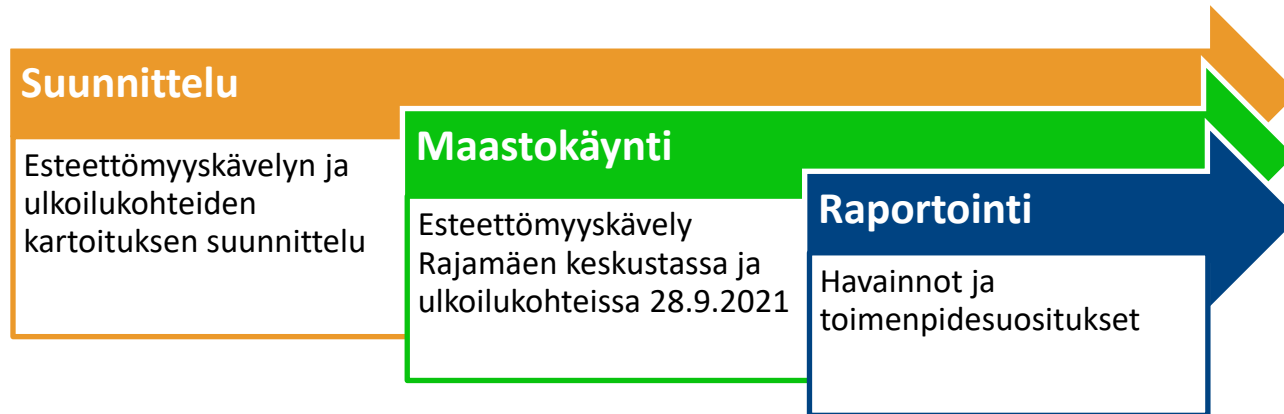 Suunnittelu
Esteettömyyskävelyn ja
ulkoilukohteiden
kartoituksen suunnittelu
Maastokäynti
Esteettömyyskävely
Rajamäen keskustassa ja
ulkoilukohteissa 28.9.2021
Raportointi
Havainnot ja
toimenpidesuositukset